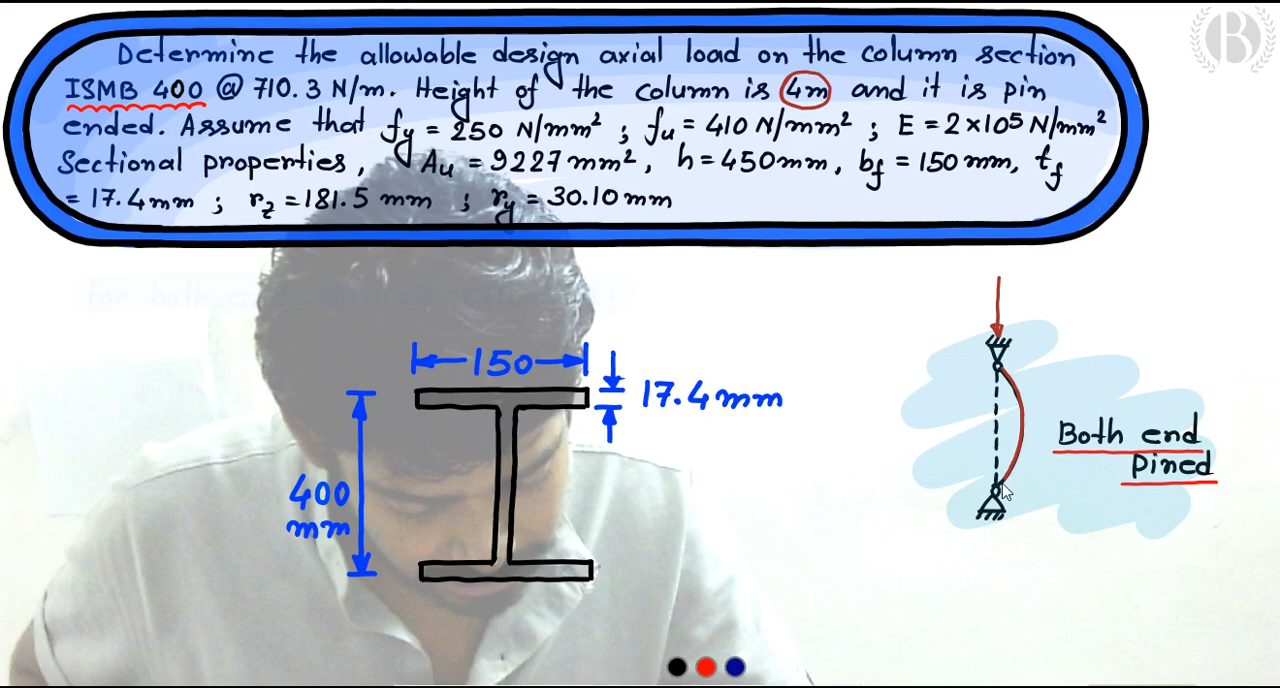 Determine the allowable design axial load on the column section
ISMB 400 @ 710.3 N/m. Height of the column is 4m and it is pin
ended. Assume that fy = 250 N/mm² ; fu = 410 N/mm² ; E = 2×10⁵ N/mm²
Sectional properties, Au = 9227 mm², h = 450 mm, bf = 150 mm, tf
= 17.4 mm ; rz = 181.5 mm ; ry = 30.10 mm
For both end
150
17.4 mm
400
mm
Both end
Pined
B